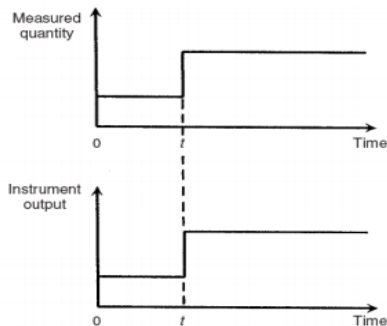 Measured
quantity
0
t
Time
Instrument
output
0
t
Time